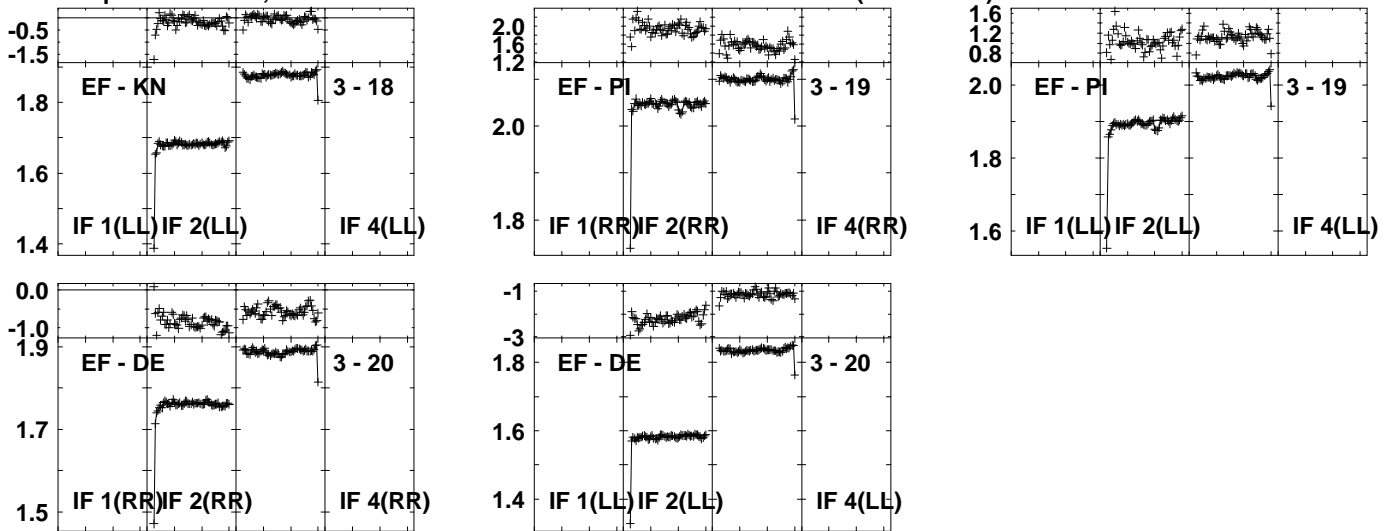 -0.5
-1.5
EF - KN 3 - 18
1.8
1.6
IF 1(LL) IF 2(LL) IF 4(LL)
1.4
2.0
1.6
1.2
EF - PI 3 - 19
2.0
1.8
IF 1(RR) IF 2(RR) IF 4(RR)
1.6
1.2
0.8
2.0 EF - PI 3 - 19
1.8
IF 1(LL) IF 2(LL) IF 4(LL)
1.6
0.0
-1.0
1.9
EF - DE 3 - 20
1.7
IF 1(RR) IF 2(RR) IF 4(RR)
1.5
-1
-3
1.8 EF - DE 3 - 20
1.6
1.4 IF 1(LL) IF 2(LL) IF 4(LL)